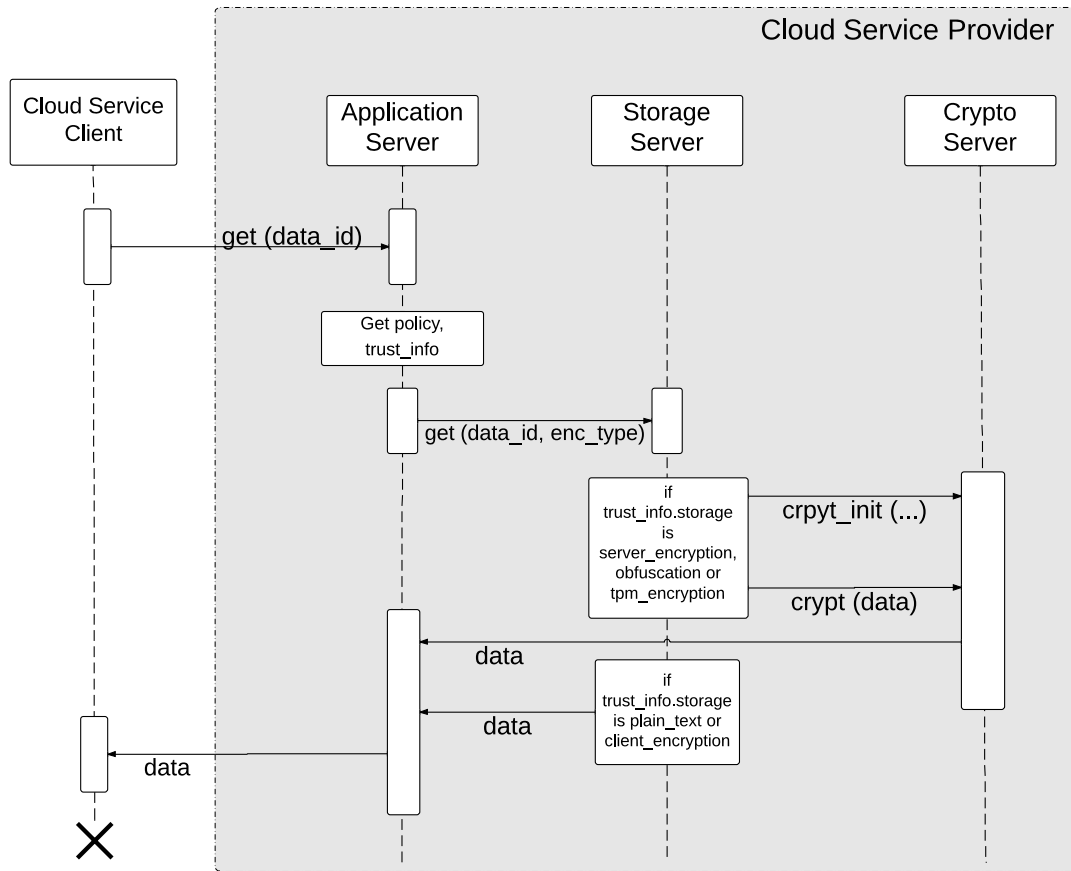 Cloud Service Provider
Cloud Service
Client
Application
Server
Storage
Server
Crypto
Server
get (data_id)
Get policy,
trust_info
get (data_id, enc_type)
if
trust_info.storage
is
server_encryption,
obfuscation or
tpm_encryption
crpyt_init (...)
crypt (data)
data
if
trust_info.storage
is plain_text or
client_encryption
data
data